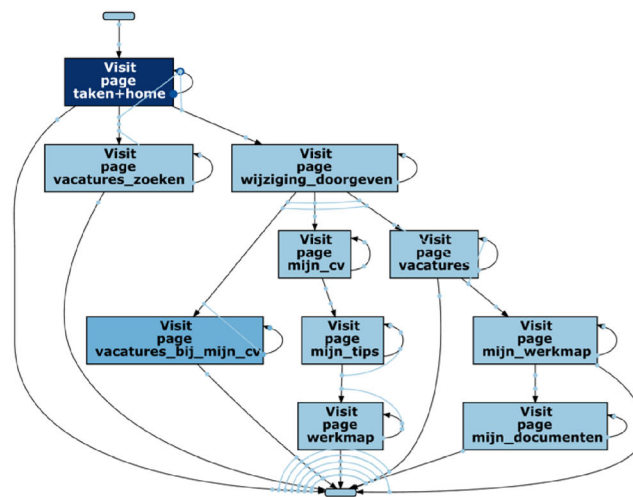 Visit
page
taken+home
Visit
page
vacatures_zoeken
Visit
page
wijziging_doorgeven
Visit
page
mijn_cv
Visit
page
vacatures
Visit
page
vacatures_bij_mijn_cv
Visit
page
mijn_tips
Visit
page
mijn_werkmap
Visit
page
werkmap
Visit
page
mijn_documenten